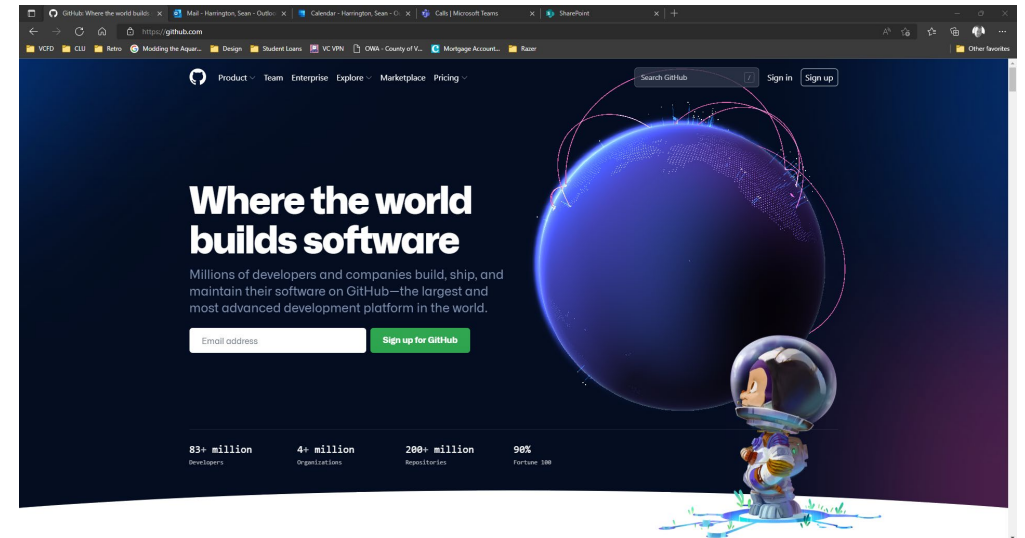 GitHub: Where the world builds
Mail - Harrington, Sean - Outloo
Calendar - Harrington, Sean - O
Calls | Microsoft Teams
SharePoint
https://github.com
VCFD
CLU
Retro
Modding the Aquar...
Design
Student Loans
VC VPN
OWA - County of V...
Mortgage Account...
Razer
Other favorites
Product Team Enterprise Explore Marketplace Pricing
Search GitHub /
Sign in Sign up
Where the world
builds software
Millions of developers and companies build, ship, and
maintain their software on GitHub—the largest and
most advanced development platform in the world.
Email address
Sign up for GitHub
83+ million
Developers
4+ million
Organizations
200+ million
Repositories
90%
Fortune 100